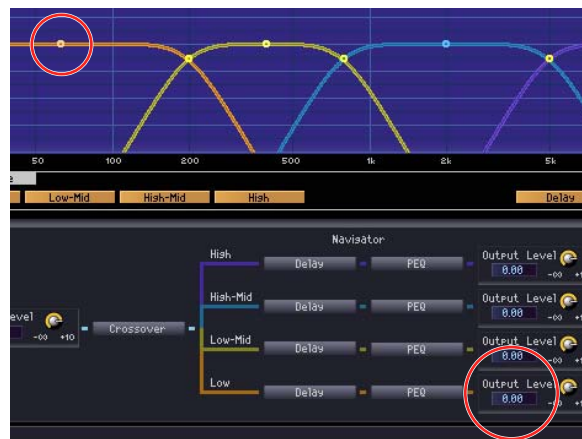 50 100 200 500 1k 2k 5k
Low-Mid High-Mid High Delay
Navigator
High Delay PEQ Output Level 0.00 -∞
High-Mid Delay PEQ Output Level 0.00 -∞
-∞ +10 Crossover
Low-Mid Delay PEQ Output Level 0.00 -∞
Low Delay PEQ Output Level 0.00 -∞